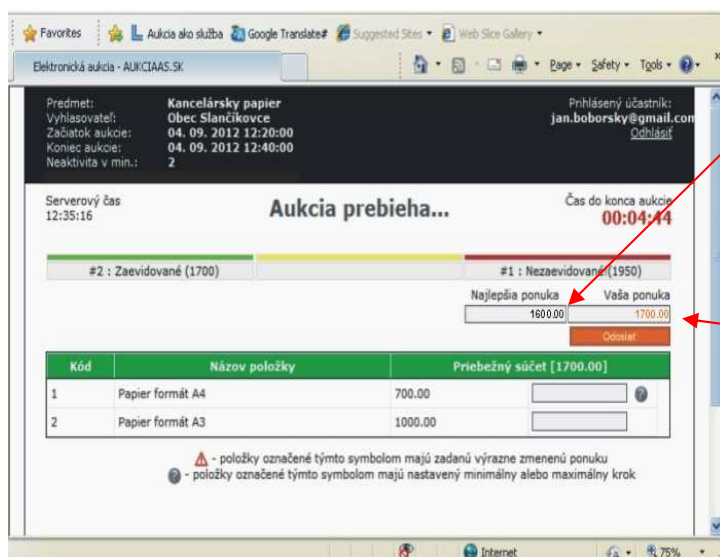 Favorites Aukcia ako služba Google Translate# Suggested Sites Web Slice Gallery
Elektronická aukcia - AUKCIAAS.SK Page Safety Tools
Predmet: Kancelársky papier Prihlásený účastník:
Vyhlasovateľ: Obec Slančíkovce jan.boborsky@gmail.com
Začiatok aukcie: 04. 09. 2012 12:20:00 Odhlásiť
Koniec aukcie: 04. 09. 2012 12:40:00
Neaktivita v min.: 2
Serverový čas Aukcia prebieha... Čas do konca aukcie
12:35:16 00:04:44
#2 : Zaevidované (1700) #1 : Nezaevidované (1950)
Najlepšia ponuka Vaša ponuka
1600.00 1700.00
Odoslať
Kód Názov položky Priebežný súčet [1700.00]
1 Papier formát A4 700.00
2 Papier formát A3 1000.00
- položky označené týmto symbolom majú zadanú výrazne zmenenú ponuku
- položky označené týmto symbolom majú nastavený minimálny alebo maximálny krok
Internet 75%